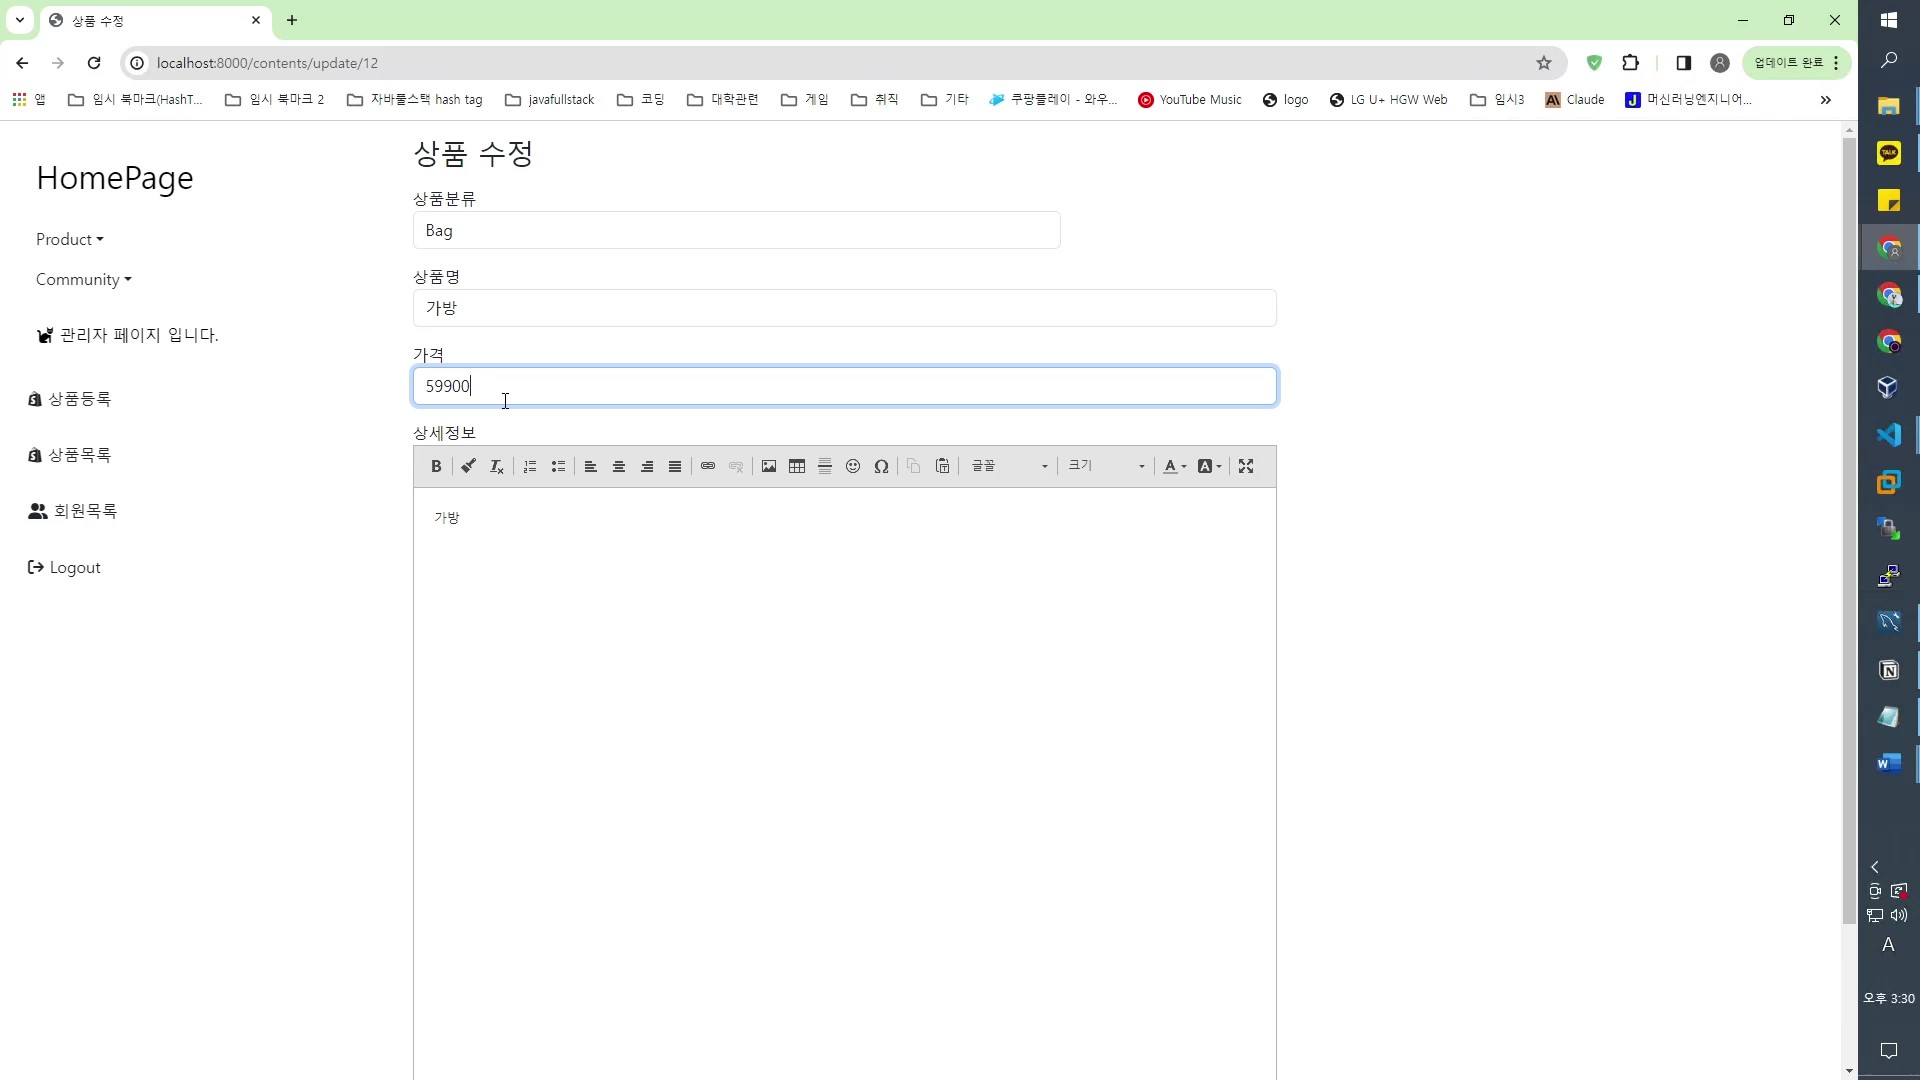 상품 수정
localhost:8000/contents/update/12
업데이트 완료
앱
임시 북마크(HashT...
임시 북마크 2
자바풀스택 hash tag
javafullstack
코딩
대학관련
게임
취직
기타
쿠팡플레이 - 와우...
YouTube Music
logo
LG U+ HGW Web
임시3
Claude
머신러닝엔지니어...
HomePage
Product
Community
관리자 페이지 입니다.
상품등록
상품목록
회원목록
Logout
상품 수정
상품분류
Bag
상품명
가방
가격
59900
상세정보
글꼴
크기
가방
TALK
A
오후 3:30